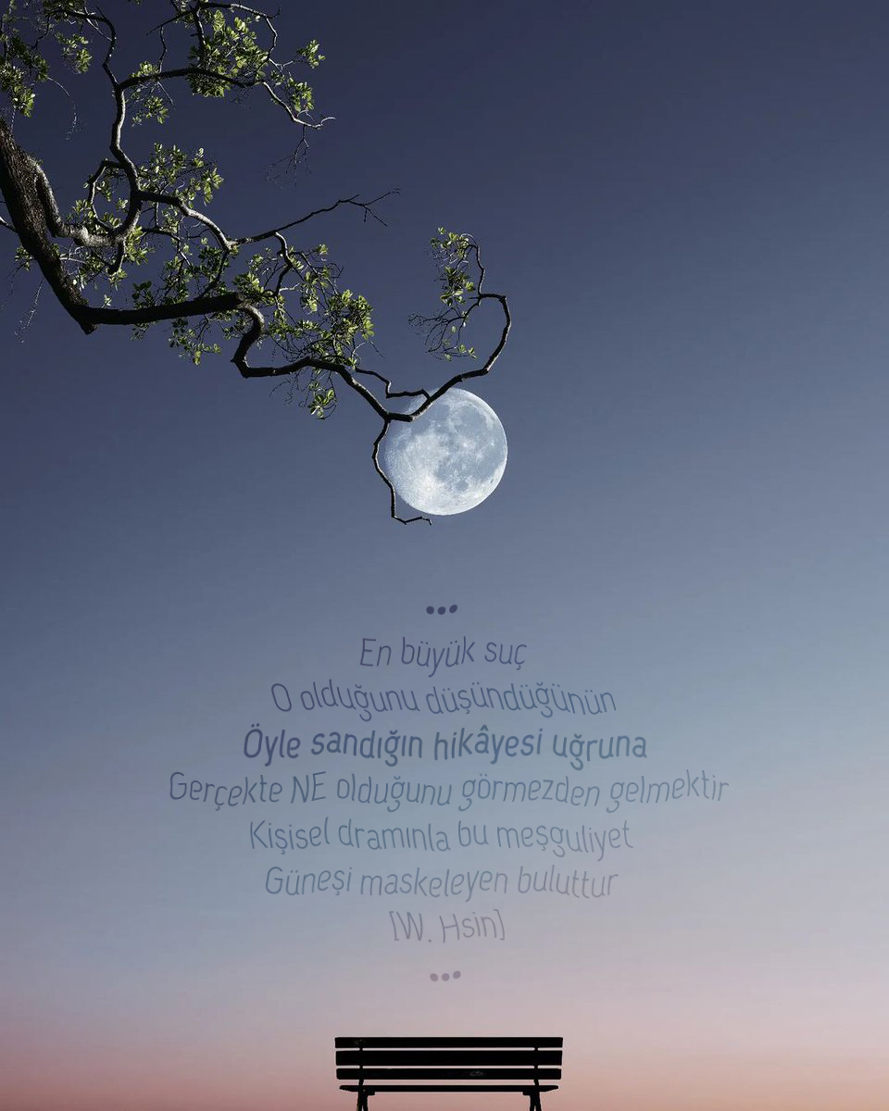 En büyük suç
O olduğunu düşündüğünün
Öyle sandığın hikâyesi uğruna
Gerçekte NE olduğunu görmezden gelmektir
Kişisel dramınla bu meşguliyet
Güneşi maskeleyen buluttur
[W. Hsin]